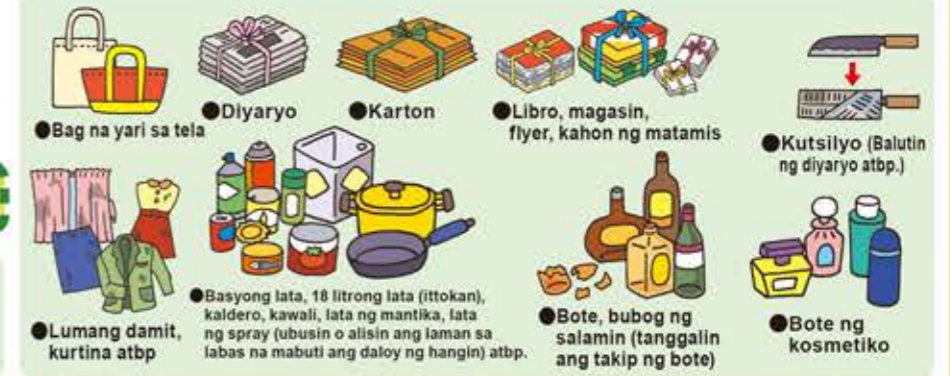 ●Bag na yari sa tela
●Diyaryo
●Karton
●Libro, magasin,
flyer, kahon ng matamis
●Kutsilyo (Balutin
ng diyaryo atbp.)
●Lumang damit,
kurtina atbp
●Basyong lata, 18 litrong lata (ittokan),
kaldero, kawali, lata ng mantika, lata
ng spray (ubusin o alisin ang laman sa
labas na mabuti ang daloy ng hangin) atbp.
●Bote, bubog ng
salamin (tanggalin
ang takip ng bote)
●Bote ng
kosmetiko